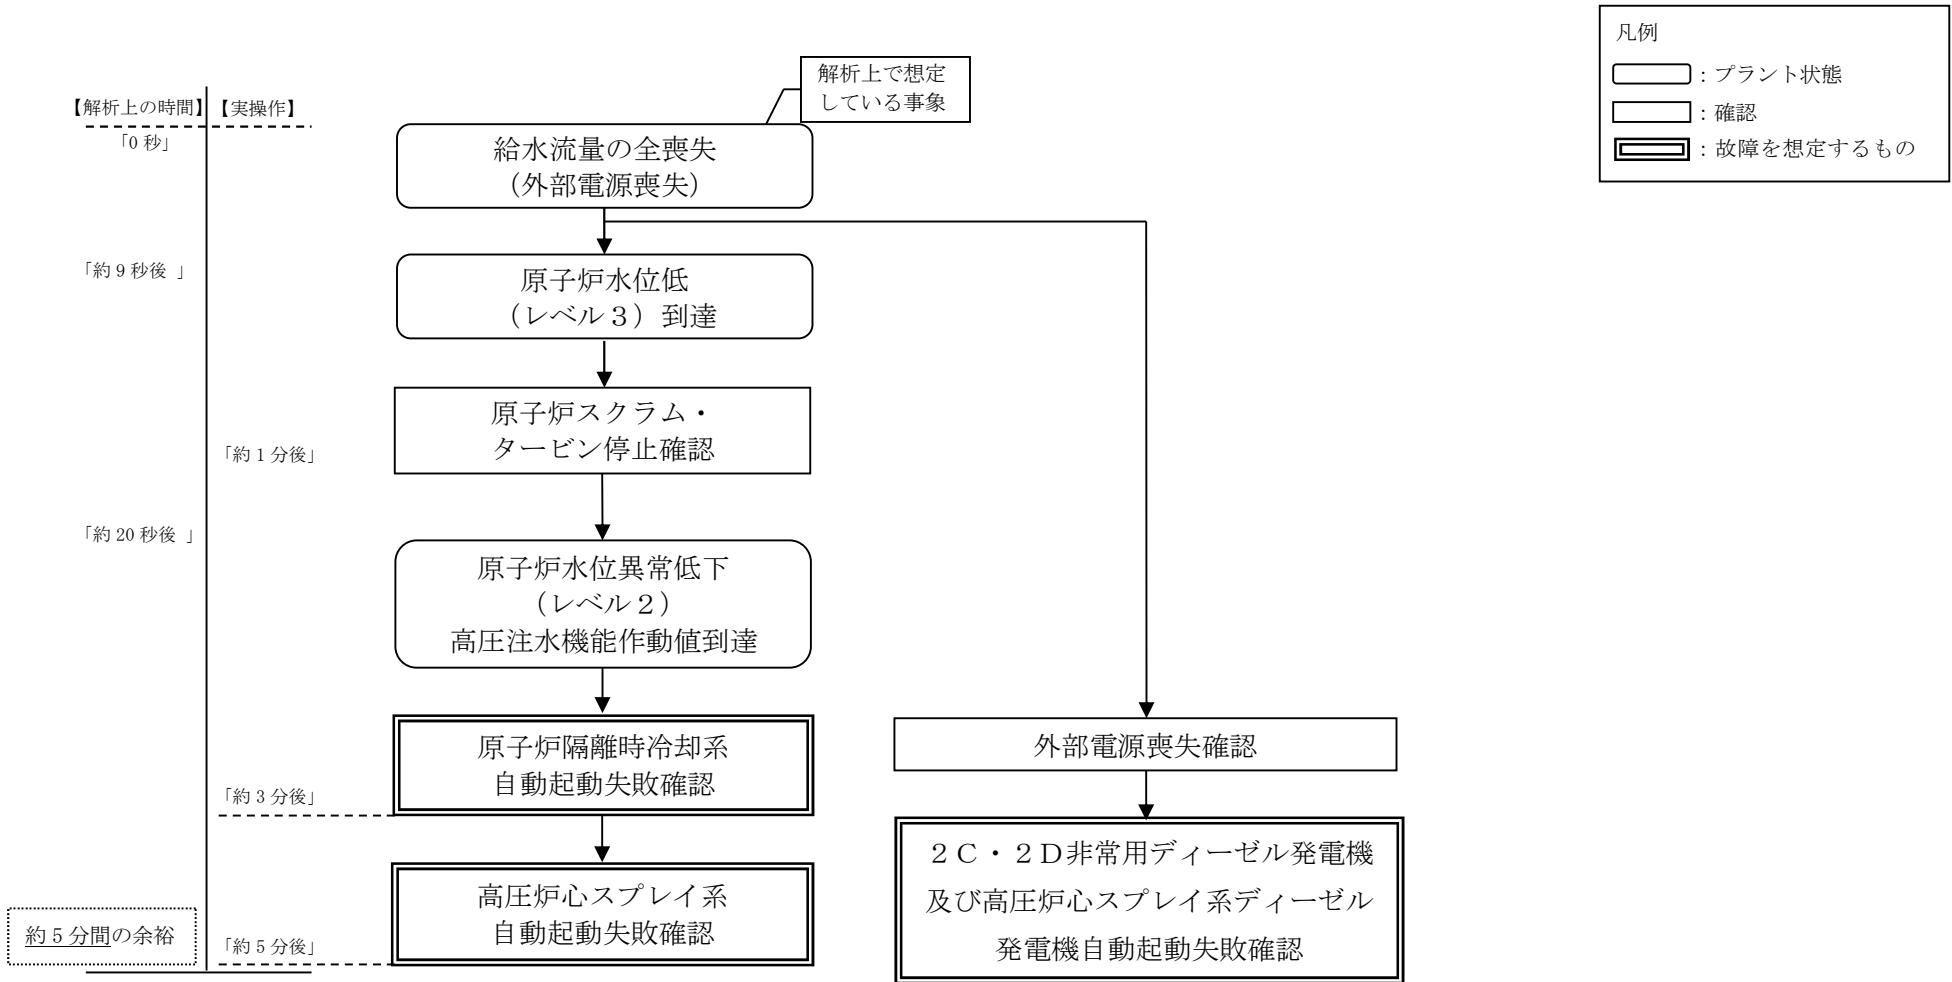 凡例
：プラント状態
：確認
：故障を想定するもの
解析上で想定
している事象
【解析上の時間】
【実操作】
「0 秒」
給水流量の全喪失
（外部電源喪失）
「約 9 秒後 」
原子炉水位低
（レベル３）到達
原子炉スクラム・
タービン停止確認
「約 1 分後」
「約 20 秒後 」
原子炉水位異常低下
（レベル２）
高圧注水機能作動値到達
原子炉隔離時冷却系
自動起動失敗確認
「約 3 分後」
外部電源喪失確認
高圧炉心スプレイ系
自動起動失敗確認
「約 5 分後」
約 5 分間の余裕
２Ｃ・２Ｄ非常用ディーゼル発電機
及び高圧炉心スプレイ系ディーゼル
発電機自動起動失敗確認